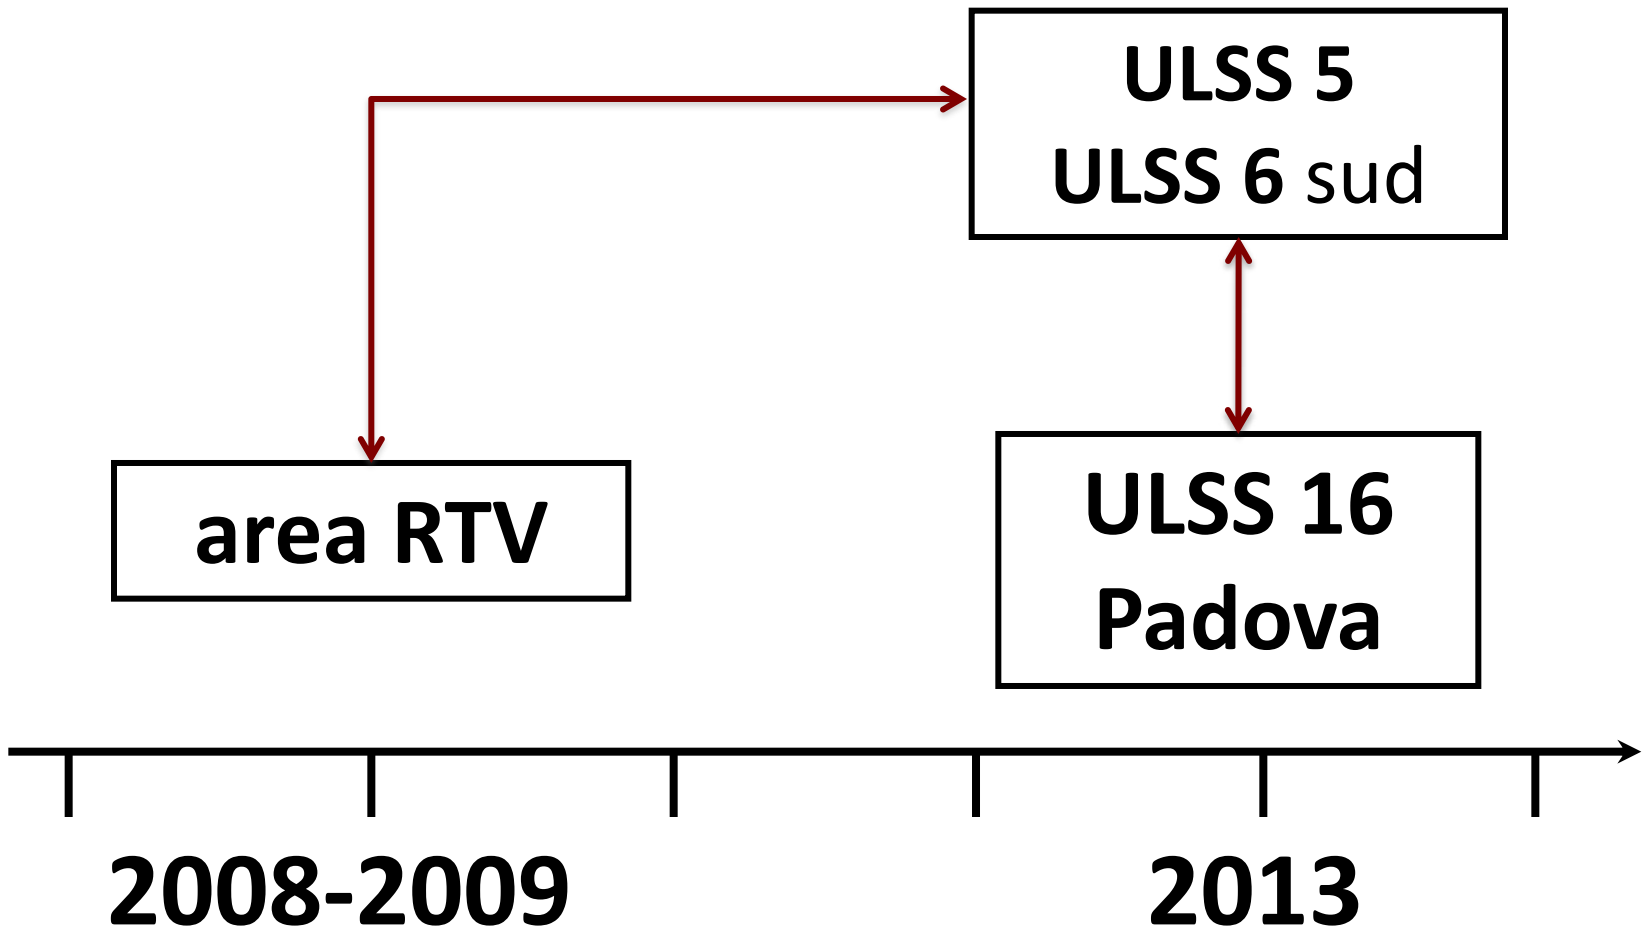 ULSS 5
ULSS 6 sud
area RTV
ULSS 16
Padova
2008-2009
2013